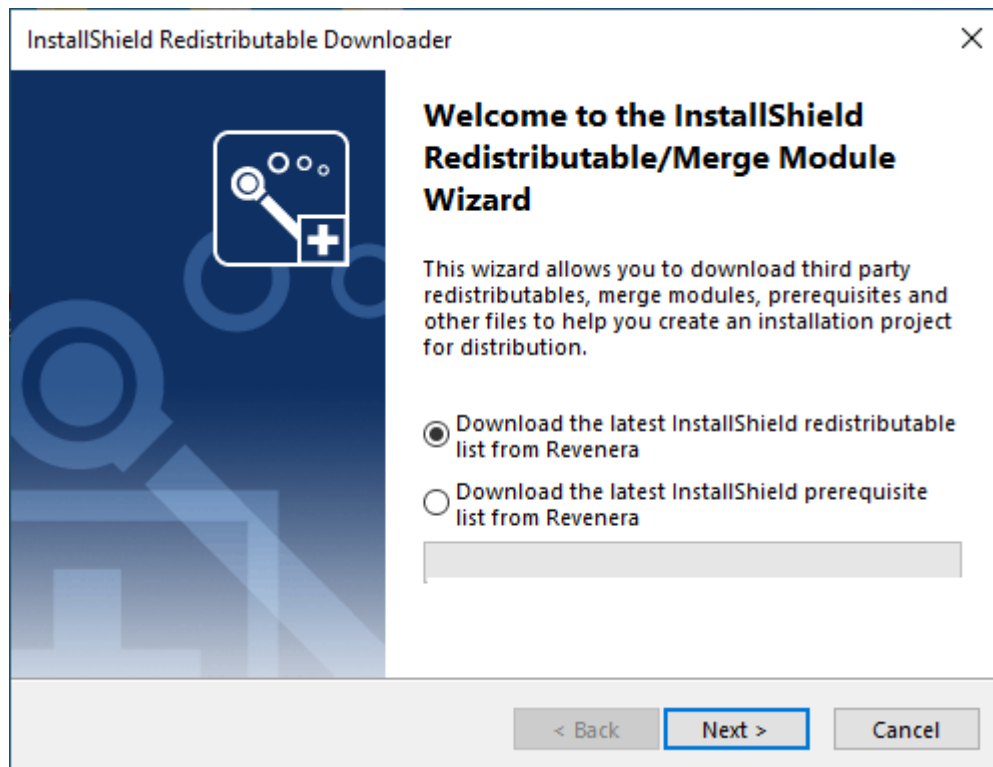 InstallShield Redistributable Downloader
Welcome to the InstallShield
Redistributable/Merge Module
Wizard
This wizard allows you to download third party
redistributables, merge modules, prerequisites and
other files to help you create an installation project
for distribution.
Download the latest InstallShield redistributable
list from Revenera
Download the latest InstallShield prerequisite
list from Revenera
< Back
Next >
Cancel